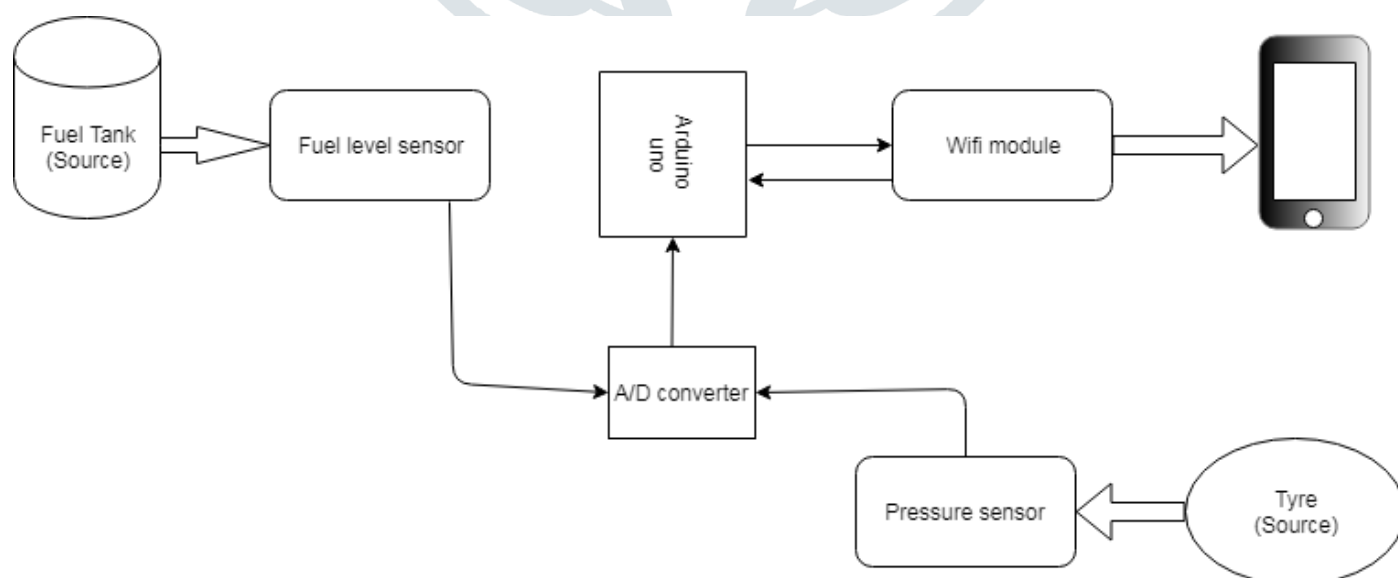 Fuel Tank
(Source)
Fuel level sensor
Arduino
uno
Wifi module
A/D converter
Pressure sensor
Tyre
(Source)